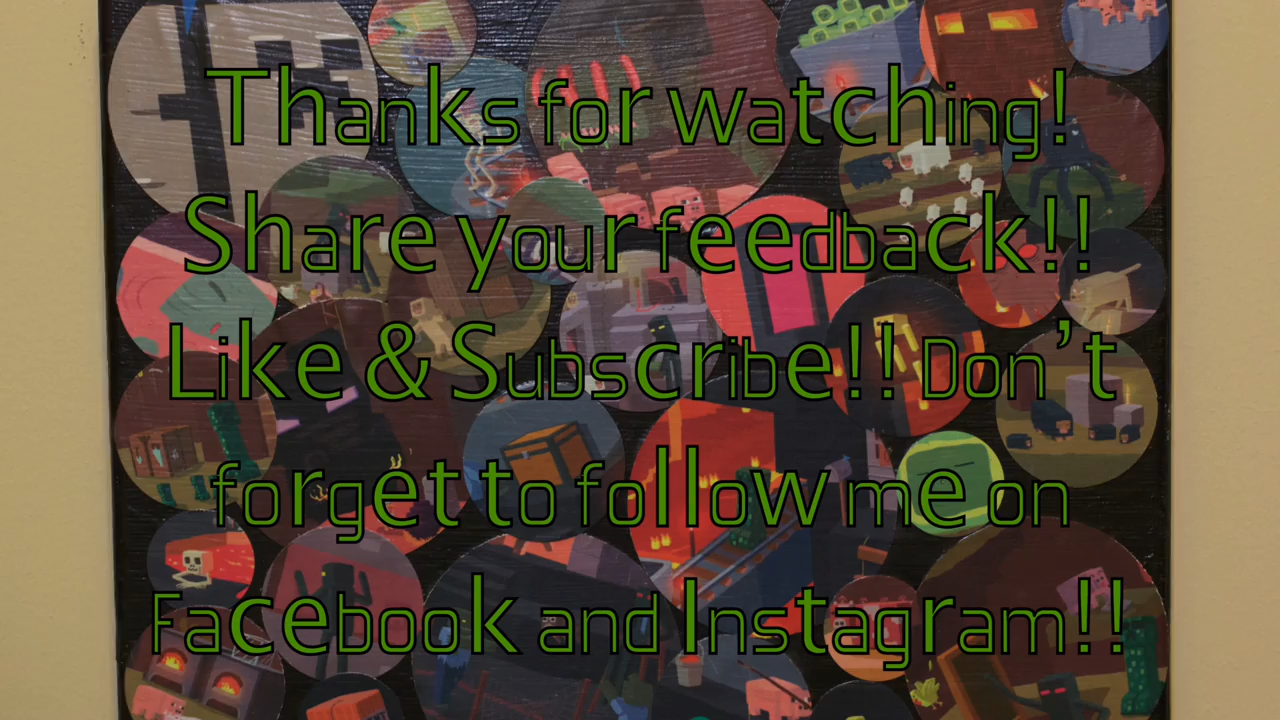 Thanks for watching!
Share your feedback!!
Like & Subscribe!! Don't
forget to follow me on
Facebook and Instagram!!